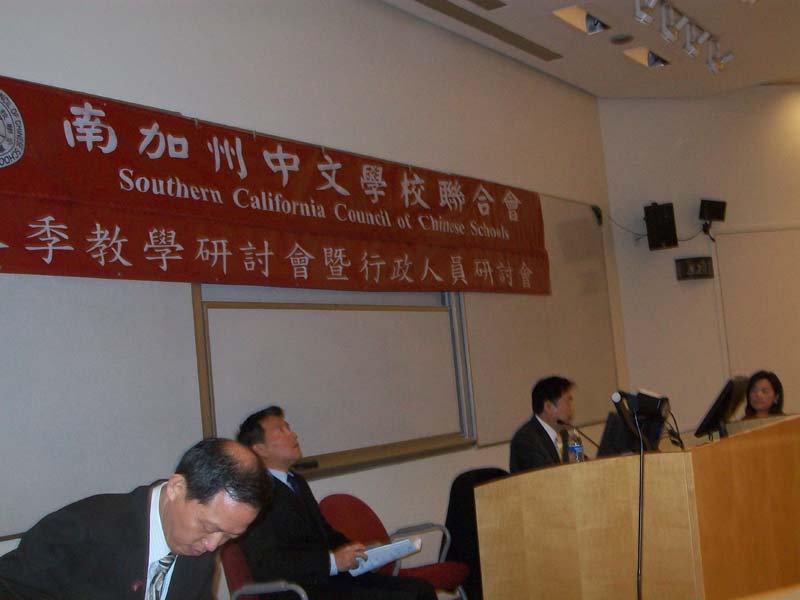 南加州中文學校聯合會
Southern California Council of Chinese Schools
季教學研討會暨行政人員研討會